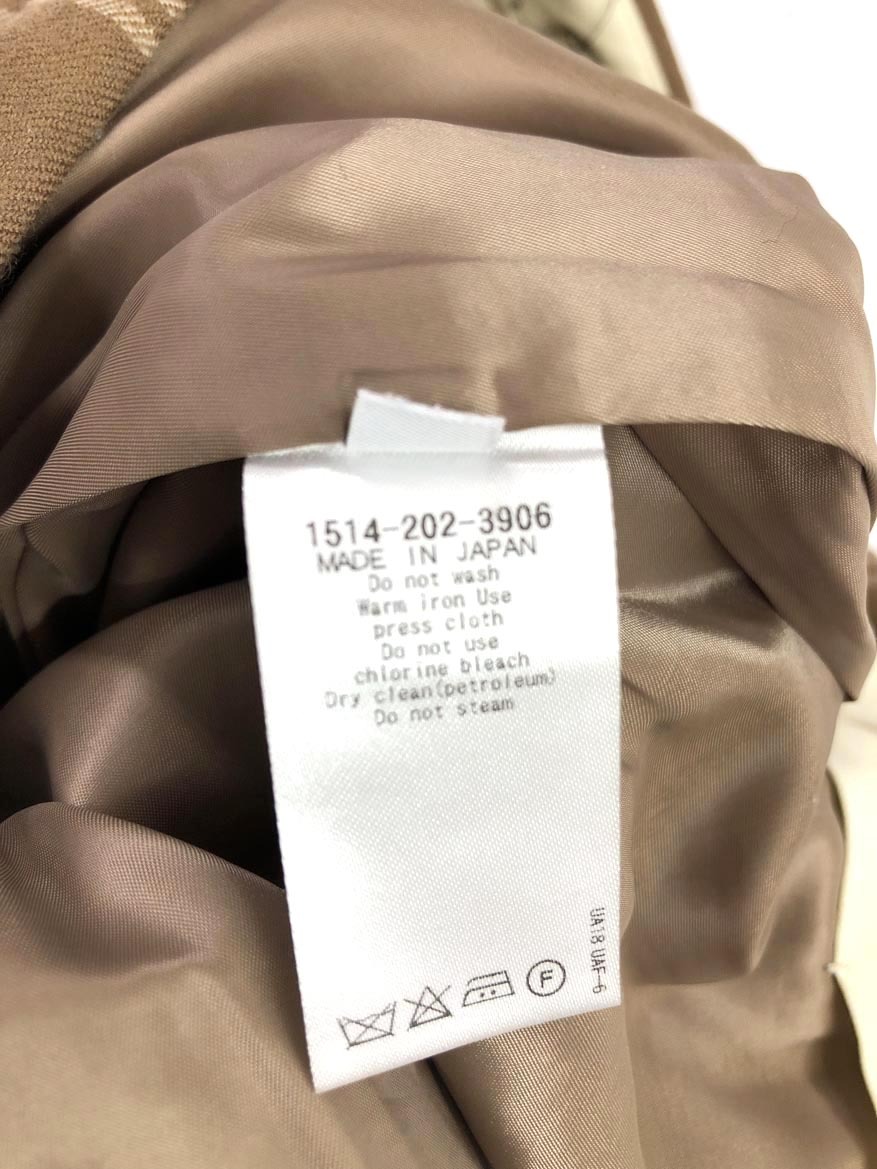 1514-202-3906
MADE IN JAPAN
Do not wash
Warm iron Use
press cloth
Do not use
chlorine bleach
Dry clean(petroleum)
Do not steam
UA18 UAF-6
F